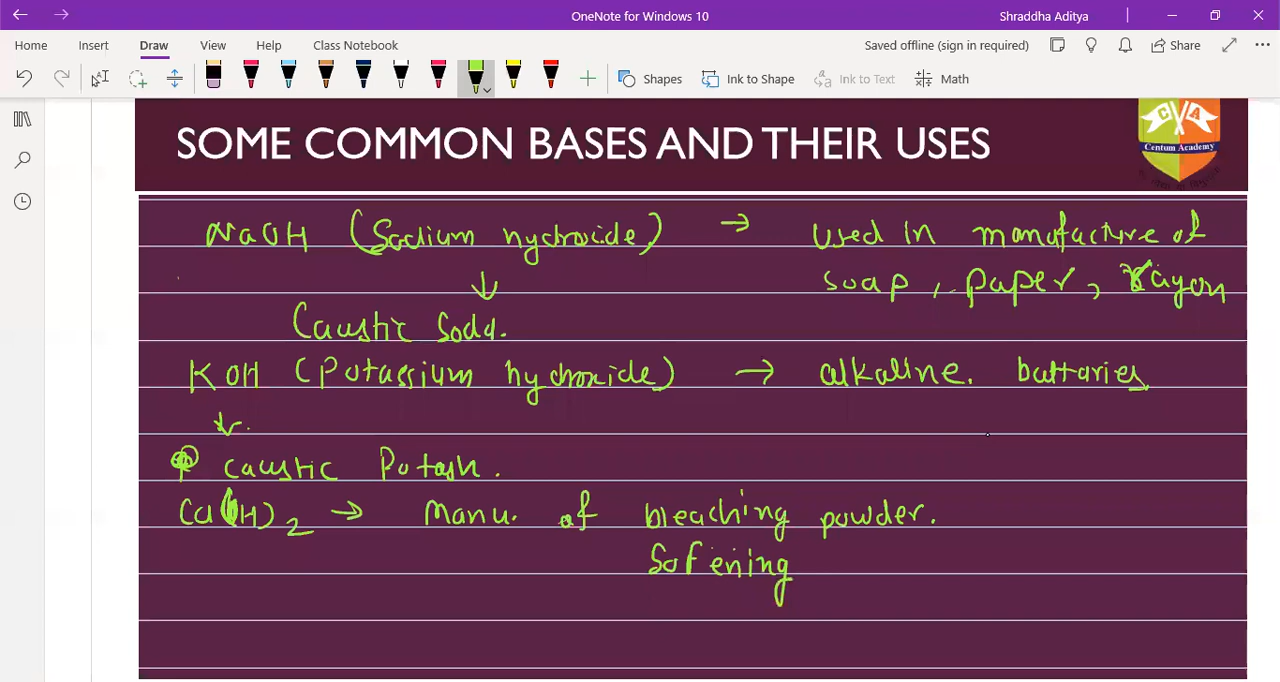 OneNote for Windows 10
Shraddha Aditya
Home Insert Draw View Help Class Notebook
Saved offline (sign in required) Share
Shapes Ink to Shape Ink to Text Math
SOME COMMON BASES AND THEIR USES
Centum Academy
NaOH (Sodium hydroxide) → used in manufacture of
soap, paper, rayon
↓
Caustic Soda.
KOH (Potassium hydroxide) → alkaline. battaries
↓
caustic Potash.
Ca(OH)2 → Manu. of bleaching powder.
Sofening